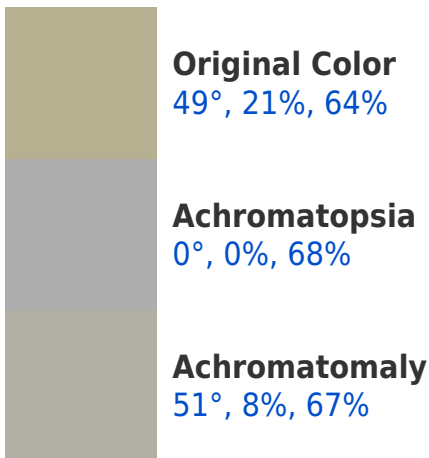 Original Color
49°, 21%, 64%
Achromatopsia
0°, 0%, 68%
Achromatomaly
51°, 8%, 67%